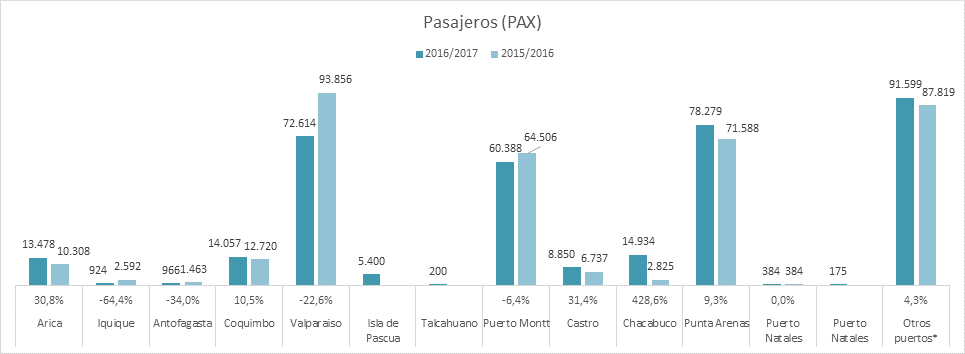 Pasajeros (PAX)
2016/2017 2015/2016
13.478 10.308 924 2.592 966 1.463 14.057 12.720 72.614 93.856 5.400 200 60.388 64.506 8.850 6.737 14.934 2.825 78.279 71.588 384 384 175 91.599 87.819
30,8% -64,4% -34,0% 10,5% -22,6% -6,4% 31,4% 428,6% 9,3% 0,0% 4,3%
Arica Iquique Antofagasta Coquimbo Valparaiso Isla de Talcahuano Puerto Montt Castro Chacabuco Punta Arenas Puerto Puerto Otros
Pascua Natales Natales puertos*